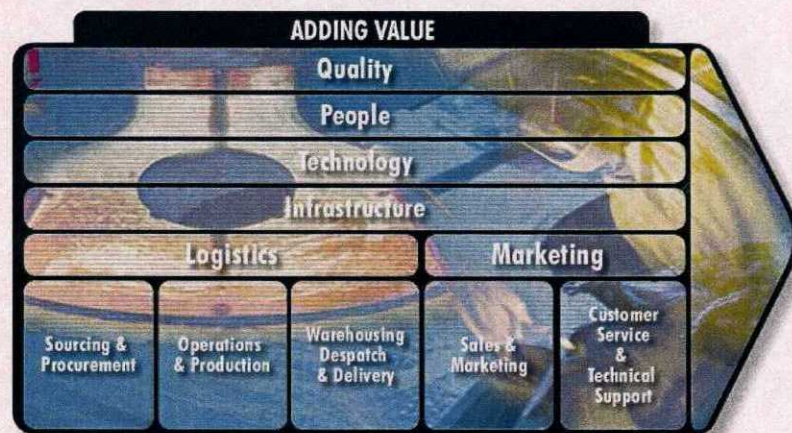 ADDING VALUE
Quality
People
Technology
Infrastructure
Logistics
Marketing
Sourcing &
Procurement
Operations
& Production
Warehousing
Despatch
& Delivery
Sales &
Marketing
Customer
Service
&
Technical
Support